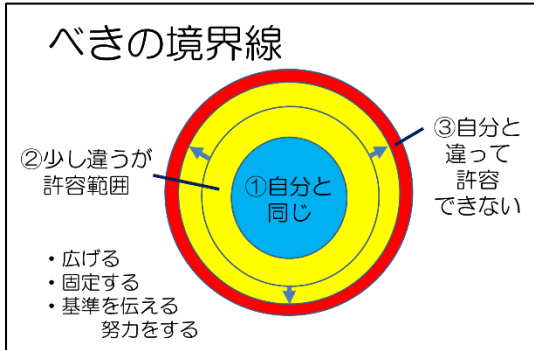 べきの境界線
②少し違うが
許容範囲
①自分と
同じ
③自分と
違って
許容
できない
・広げる
・固定する
・基準を伝える
努力をする